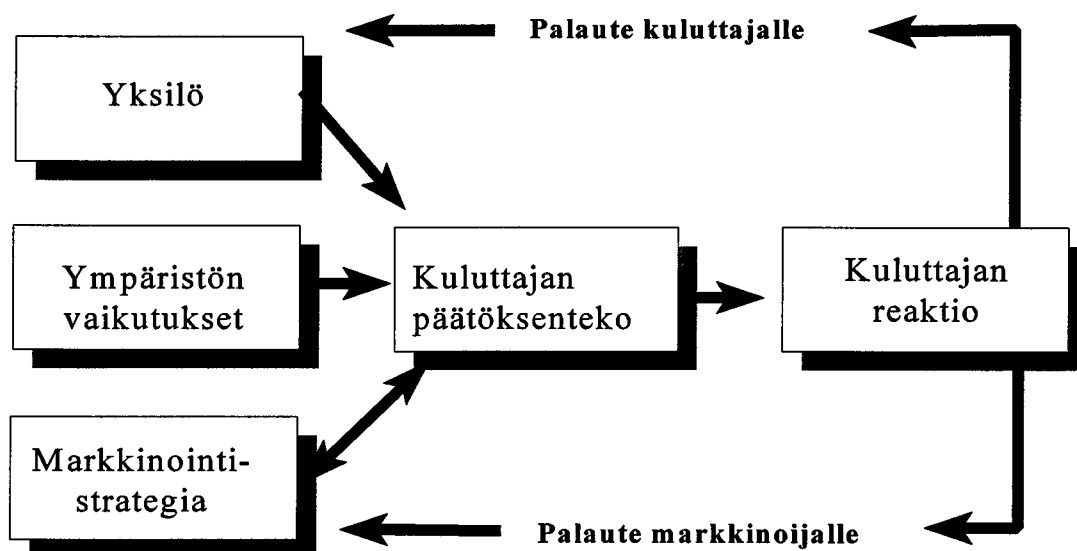 Palaute kuluttajalle
Yksilö
Ympäristön
vaikutukset
Kuluttajan
päätöksenteko
Kuluttajan
reaktio
Markkinointi-
strategia
Palaute markkinoijalle